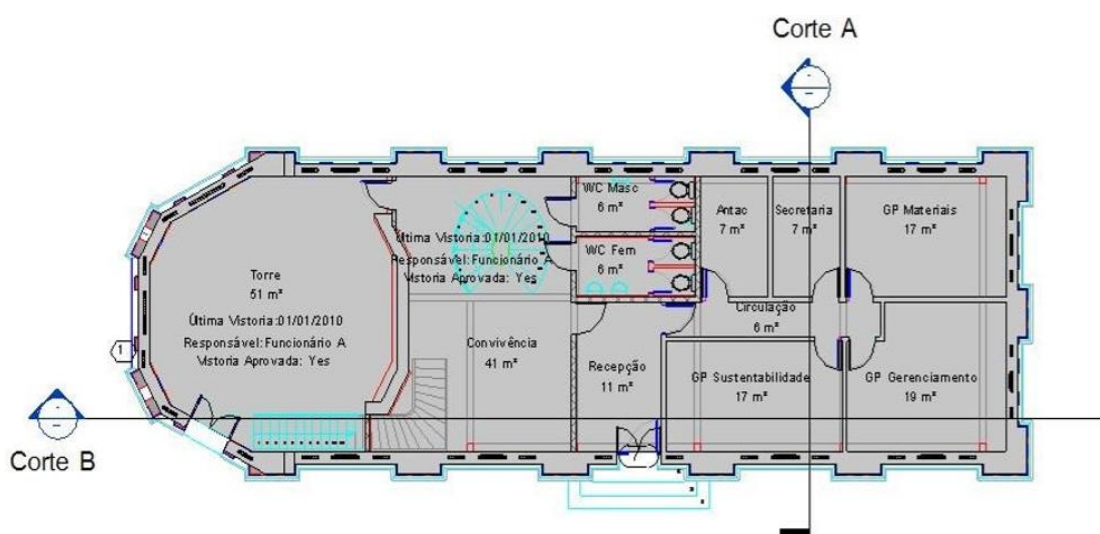 Corte A
WC Masc
6 m²
Antac
7 m²
Secretaria
7 m²
GP Materiais
17 m²
Última Vistoria:01/01/2010
Responsável:Funcionário A
Vistoria Aprovada: Yes
WC Fem
6 m²
Torre
51 m²
Última Vistoria:01/01/2010
Responsável:Funcionário A
Vistoria Aprovada: Yes
Circulação
6 m²
Convivência
41 m²
Recepção
11 m²
GP Sustentabilidade
17 m²
GP Gerenciamento
19 m²
1
Corte B